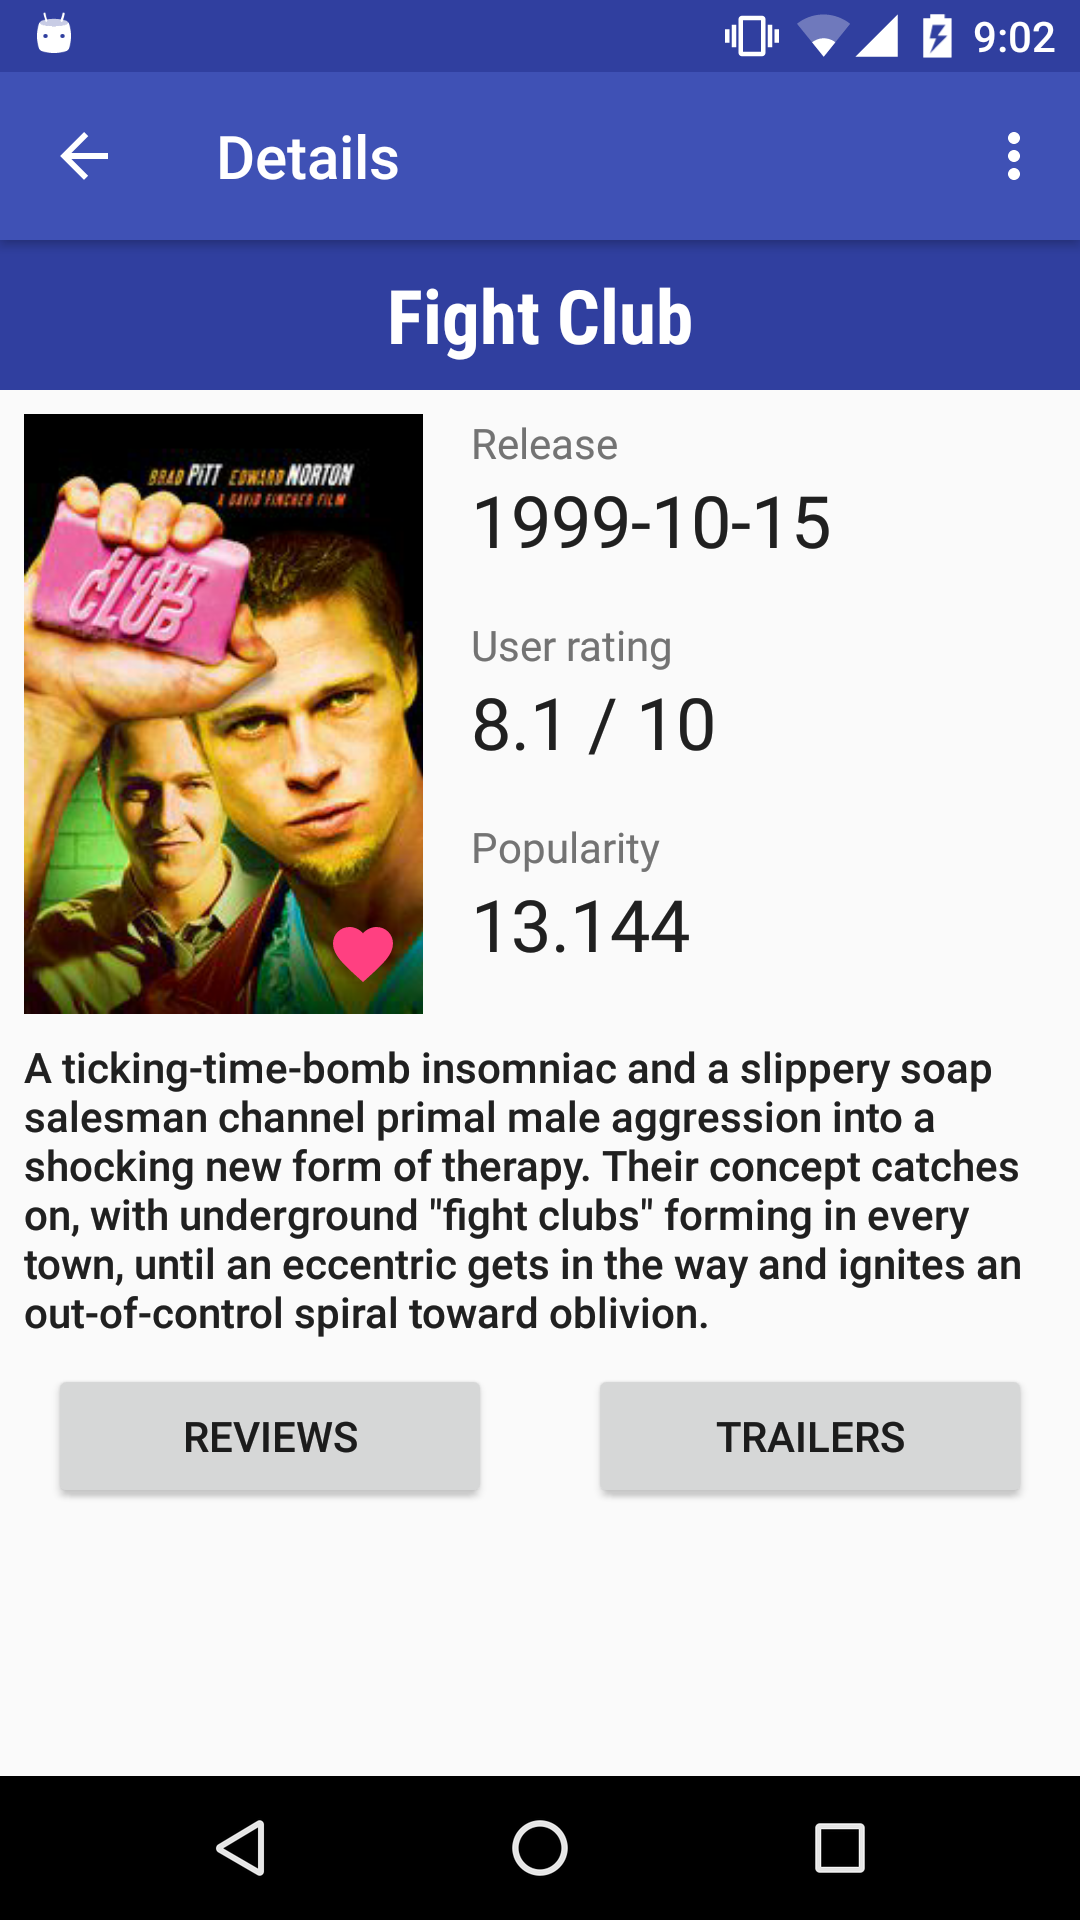 9:02
Details
Fight Club
BRAD PITT EDWARD NORTON
A DAVID FINCHER FILM
FIGHT
CLUB
Release
1999-10-15
User rating
8.1 / 10
Popularity
13.144
A ticking-time-bomb insomniac and a slippery soap
salesman channel primal male aggression into a
shocking new form of therapy. Their concept catches
on, with underground "fight clubs" forming in every
town, until an eccentric gets in the way and ignites an
out-of-control spiral toward oblivion.
REVIEWS
TRAILERS